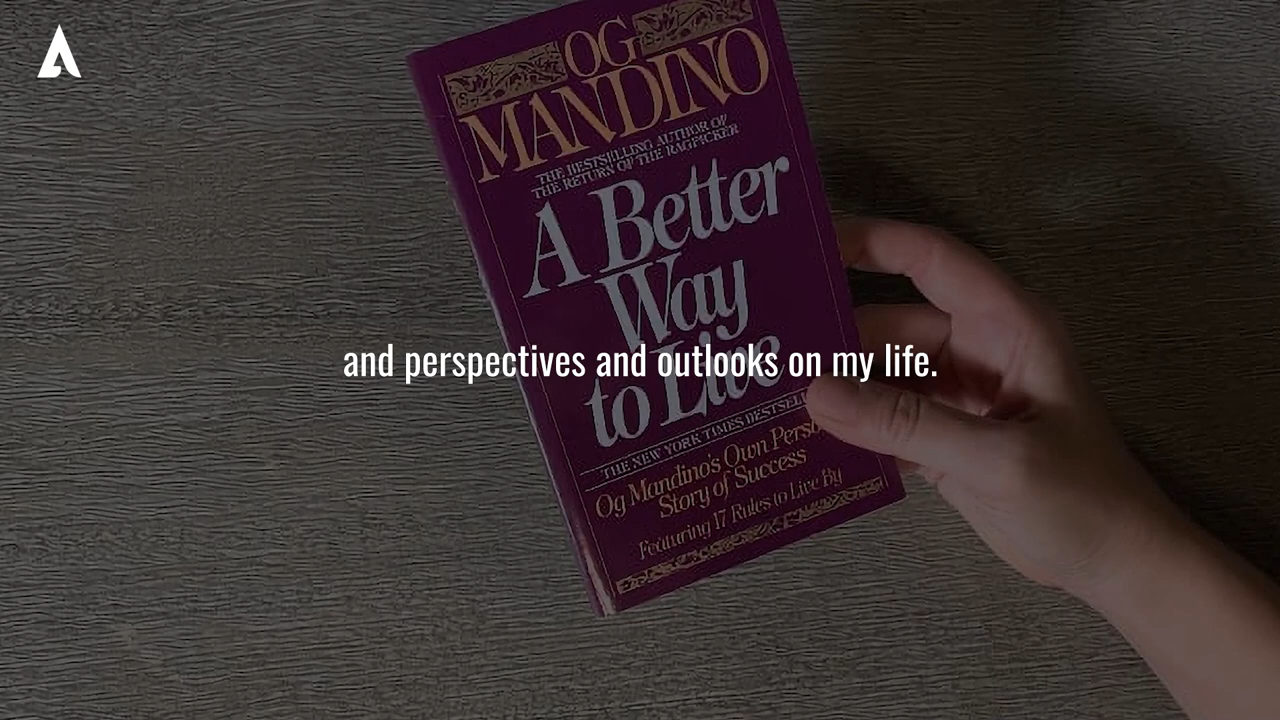 OG
MANDINO
THE BESTSELLING AUTHOR OF
THE RETURN OF THE RAGPICKER
A Better
Way
to Live
and perspectives and outlooks on my life.
THE NEW YORK TIMES
Og Mandino's Own
Story of Success
Featuring 17 Rules to Live By